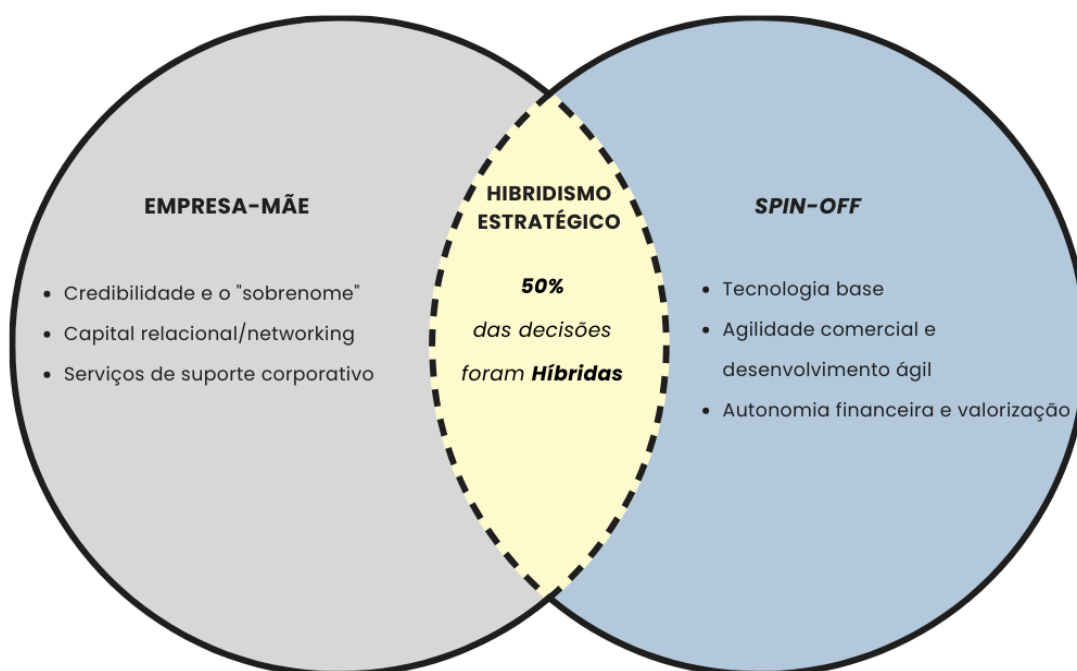 EMPRESA-MÃE
• Credibilidade e o "sobrenome"
• Capital relacional/networking
• Serviços de suporte corporativo
HIBRIDISMO
ESTRATÉGICO
50%
das decisões
foram Híbridas
SPIN-OFF
• Tecnologia base
• Agilidade comercial e
desenvolvimento ágil
• Autonomia financeira e valorização